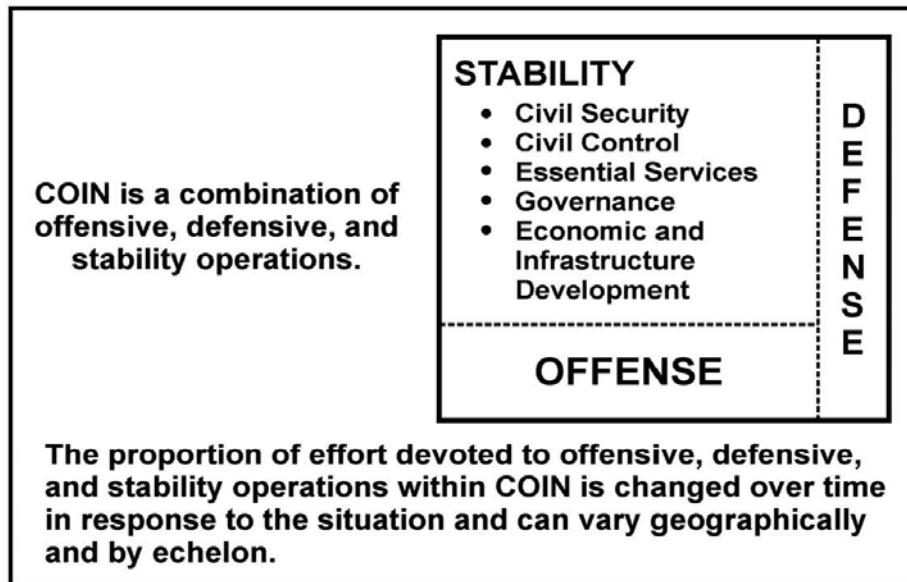 COIN is a combination of
offensive, defensive, and
stability operations.
STABILITY
• Civil Security
• Civil Control
• Essential Services
• Governance
• Economic and
Infrastructure
Development
DEFENSE
OFFENSE
The proportion of effort devoted to offensive, defensive,
and stability operations within COIN is changed over time
in response to the situation and can vary geographically
and by echelon.